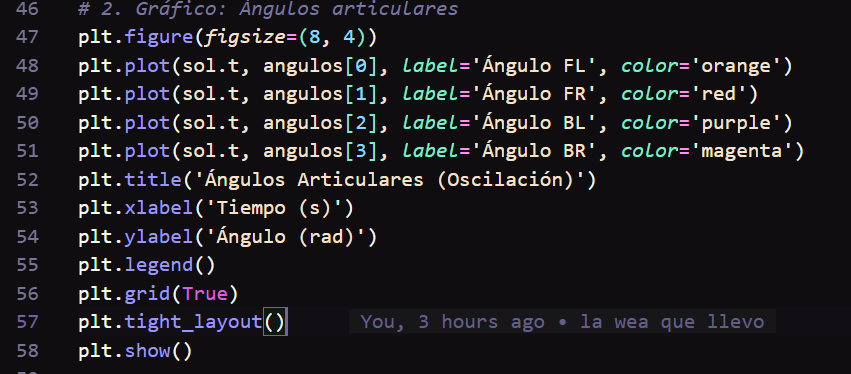 46 # 2. Gráfico: Ángulos articulares
47 plt.figure(figsize=(8, 4))
48 plt.plot(sol.t, angulos[0], label='Ángulo FL', color='orange')
49 plt.plot(sol.t, angulos[1], label='Ángulo FR', color='red')
50 plt.plot(sol.t, angulos[2], label='Ángulo BL', color='purple')
51 plt.plot(sol.t, angulos[3], label='Ángulo BR', color='magenta')
52 plt.title('Ángulos Articulares (Oscilación)')
53 plt.xlabel('Tiempo (s)')
54 plt.ylabel('Ángulo (rad)')
55 plt.legend()
56 plt.grid(True)
57 plt.tight_layout() You, 3 hours ago • la wea que llevo
58 plt.show()